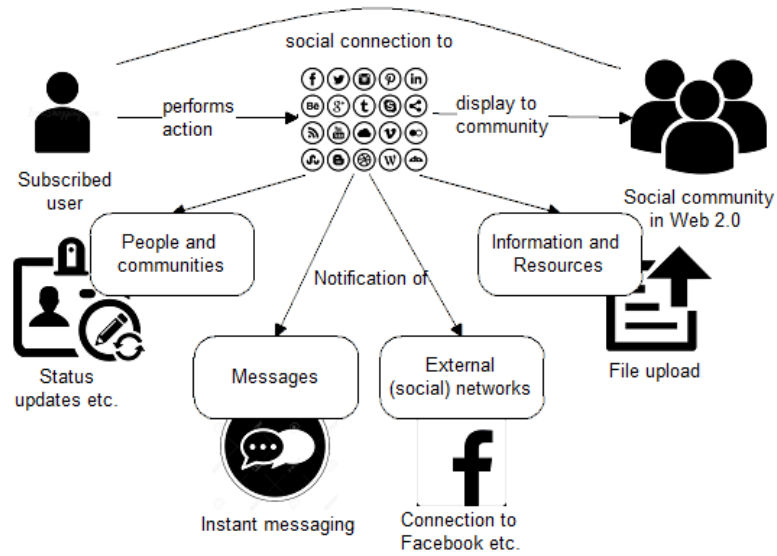 social connection to
performs
action
display to
community
Subscribed
user
Social community
in Web 2.0
People and
communities
Information and
Resources
Notification of
Status
updates etc.
Messages
External
(social) networks
File upload
Instant messaging
Connection to
Facebook etc.